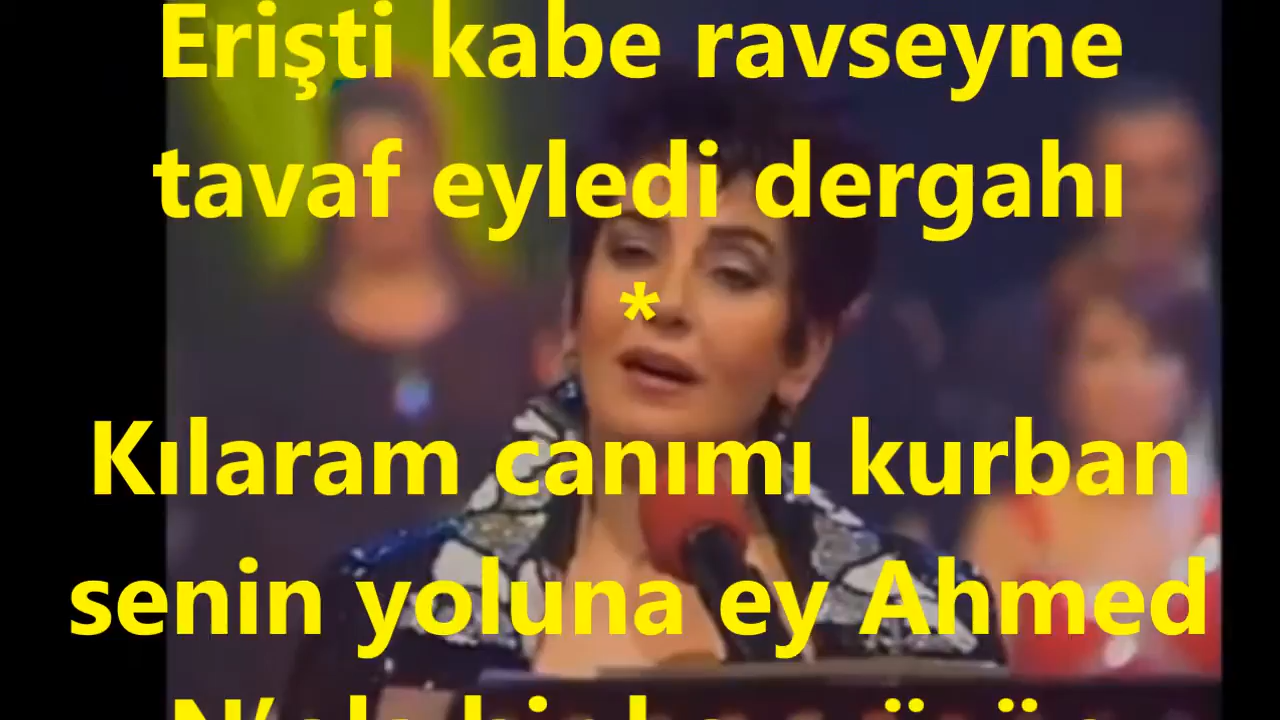 Erişti kabe ravseyne
tavaf eyledi dergahı
*
Kılaram canımı kurban
senin yoluna ey Ahmed